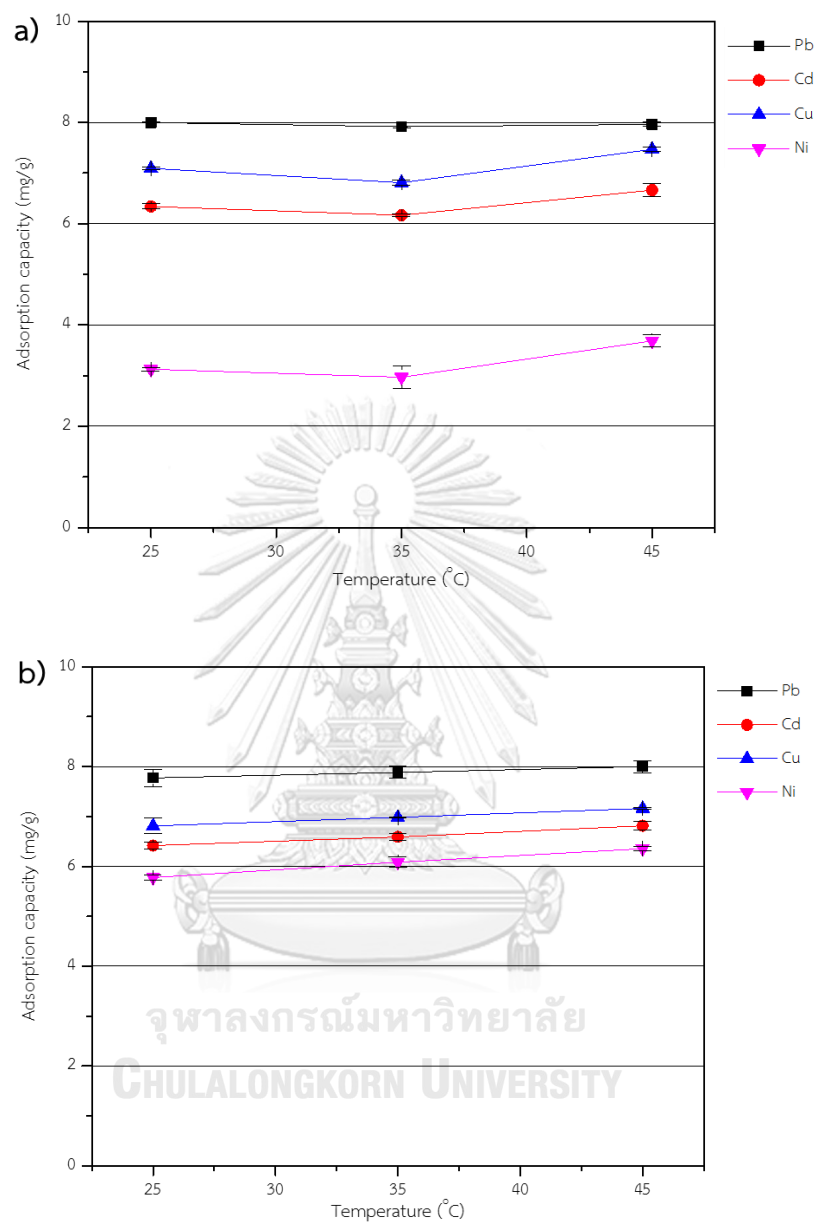 a)
10
8
6
4
2
0
Adsorption capacity (mg/g)
25 30 35 40 45
Temperature (°C)
Pb
Cd
Cu
Ni
b)
10
8
6
4
2
0
Adsorption capacity (mg/g)
25 30 35 40 45
Temperature (°C)
Pb
Cd
Cu
Ni
จุฬาลงกรณ์มหาวิทยาลัย
CHULALONGKORN UNIVERSITY